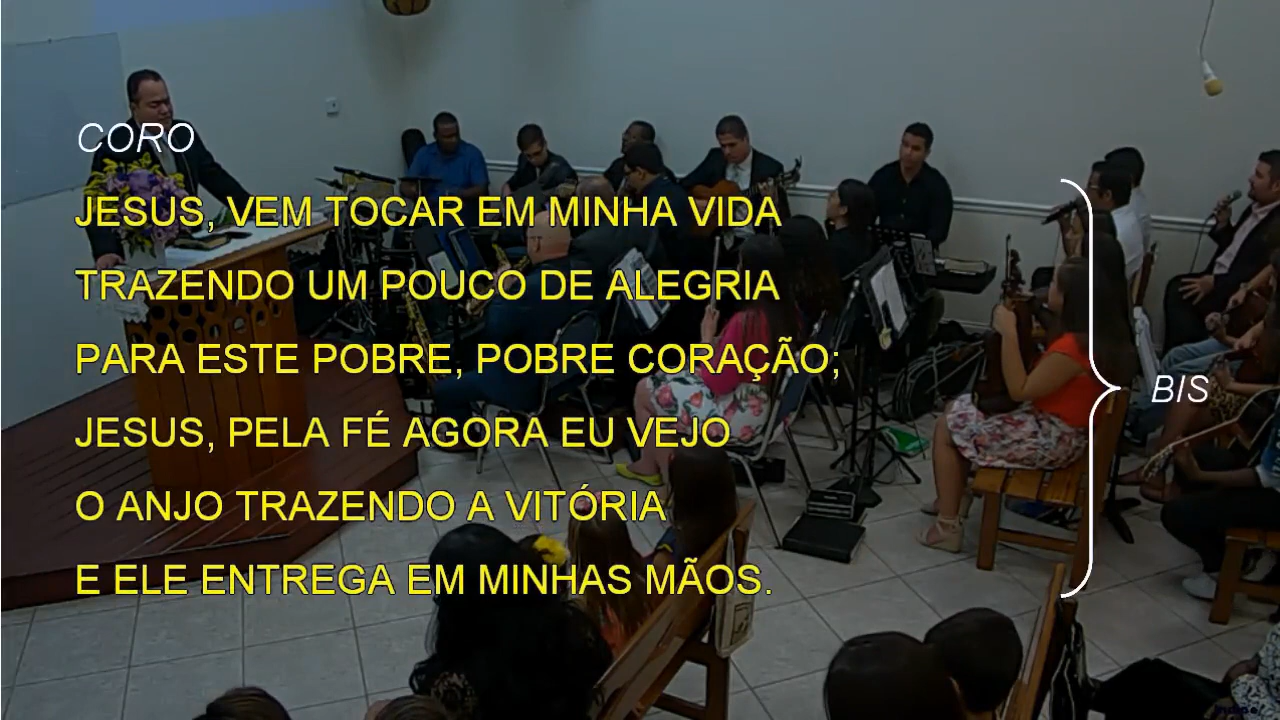 CORO
JESUS, VEM TOCAR EM MINHA VIDA
TRAZENDO UM POUCO DE ALEGRIA
PARA ESTE POBRE, POBRE CORAÇÃO;
JESUS, PELA FÉ AGORA EU VEJO
O ANJO TRAZENDO A VITÓRIA
E ELE ENTREGA EM MINHAS MÃOS.
BIS